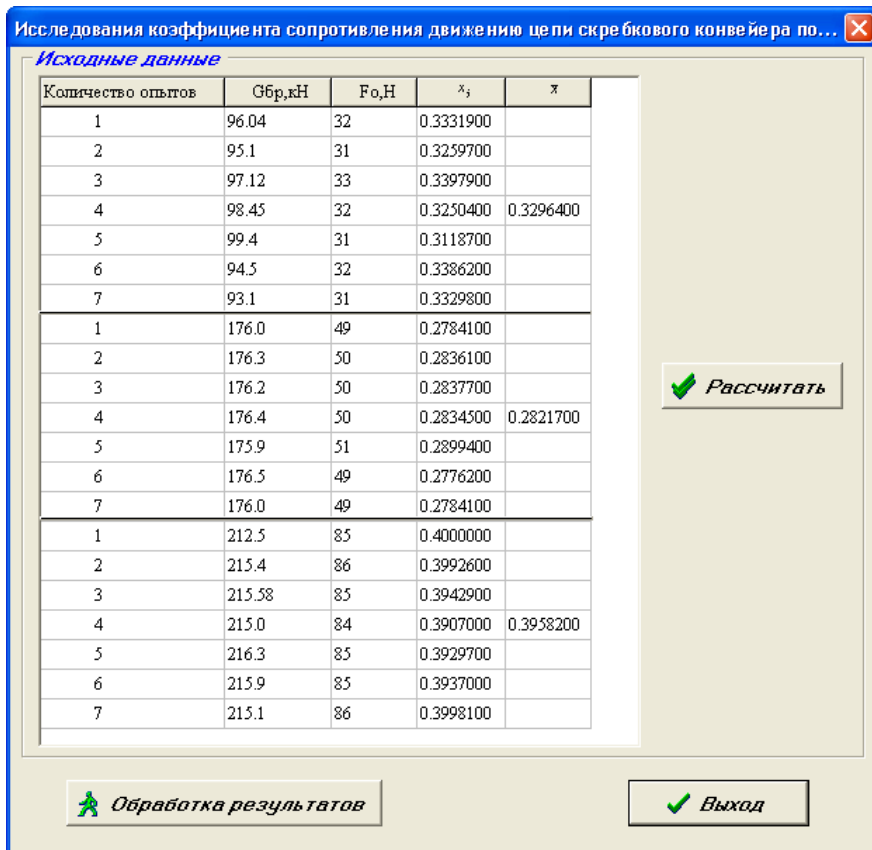 Исследования коэффициента сопротивления движению цепи скребкового конвейера по...
Исходные данные
Количество опытов Gбр,кН Fо,Н x_i x̄
1 96.04 32 0.3331900
2 95.1 31 0.3259700
3 97.12 33 0.3397900
4 98.45 32 0.3250400 0.3296400
5 99.4 31 0.3118700
6 94.5 32 0.3386200
7 93.1 31 0.3329800
1 176.0 49 0.2784100
2 176.3 50 0.2836100
3 176.2 50 0.2837700
4 176.4 50 0.2834500 0.2821700
5 175.9 51 0.2899400
6 176.5 49 0.2776200
7 176.0 49 0.2784100
1 212.5 85 0.4000000
2 215.4 86 0.3992600
3 215.58 85 0.3942900
4 215.0 84 0.3907000 0.3958200
5 216.3 85 0.3929700
6 215.9 85 0.3937000
7 215.1 86 0.3998100
Рассчитать
Обработка результатов
Выход